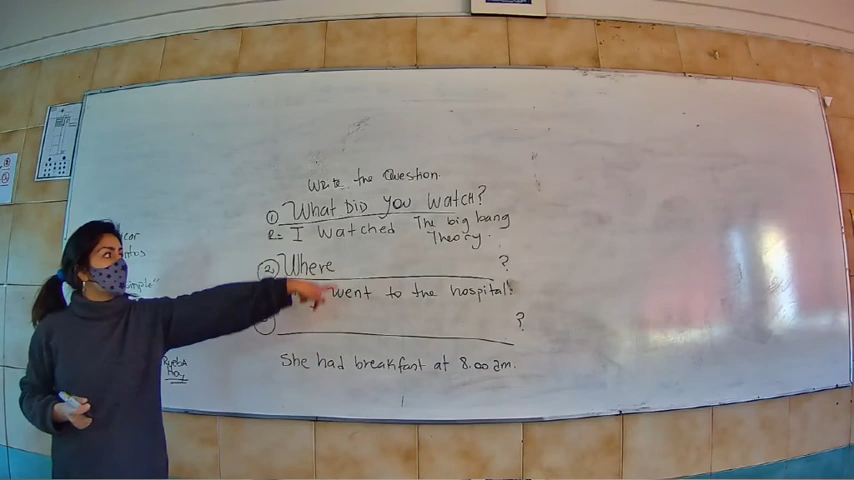 Write the Question.
① What DiD You Watch?
R= I Watched The big bang
Theory.
② Where ?
went to the hospital.
?
She had breakfast at 8.00 am.